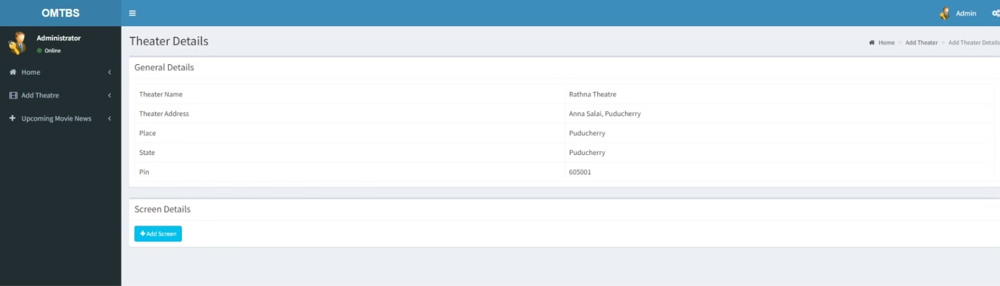 OMTBS
Admin
Administrator
Online
Home
Add Theatre
Upcoming Movie News
Theater Details
Home > Add Theater > Add Theater Details
General Details
Theater Name Rathna Theatre
Theater Address Anna Salai, Puducherry
Place Puducherry
State Puducherry
Pin 605001
Screen Details
+ Add Screen